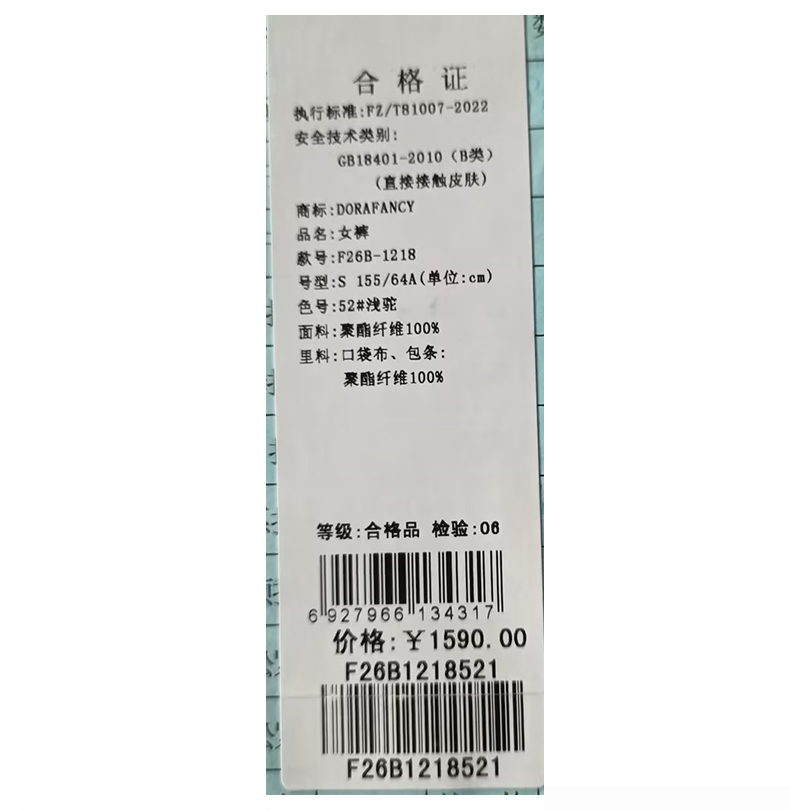 合格证
执行标准:FZ/T81007-2022
安全技术类别:
GB18401-2010（B类）
(直接接触皮肤)
商标:DORAFANCY
品名:女裤
款号:F26B-1218
号型:S 155/64A(单位:cm)
色号:52#浅驼
面料:聚酯纤维100%
里料:口袋布、包条:
聚酯纤维100%
等级:合格品 检验:06
6 927966 134317
价格:￥1590.00
F26B1218521
F26B1218521